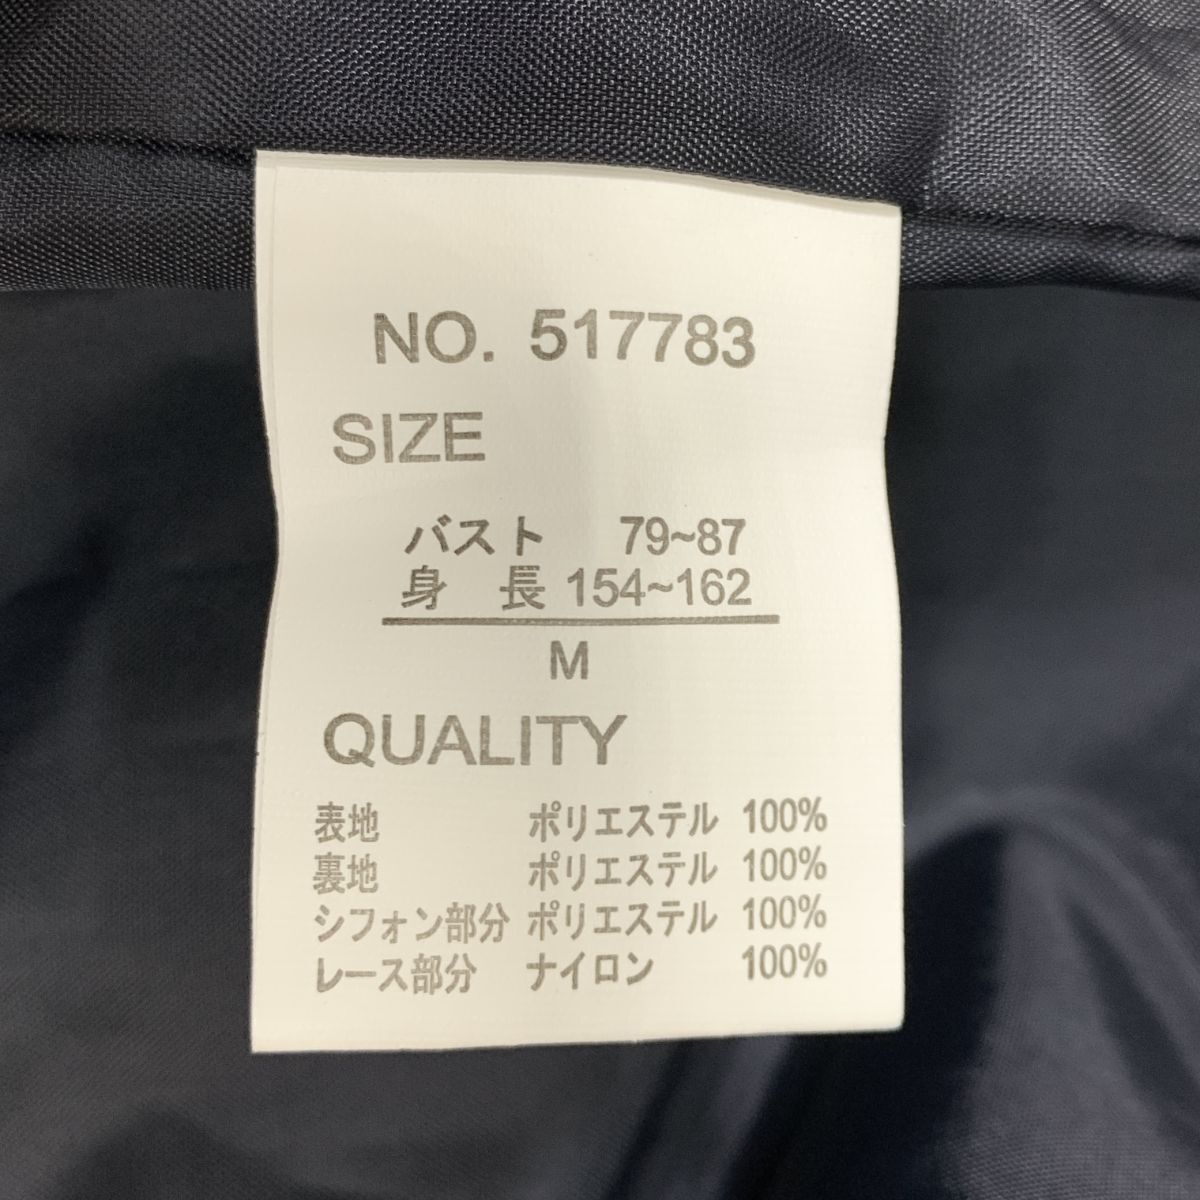 NO. 517783
SIZE
バスト 79~87
身 長 154~162
M
QUALITY
表地 ポリエステル 100%
裏地 ポリエステル 100%
シフォン部分 ポリエステル 100%
レース部分 ナイロン 100%